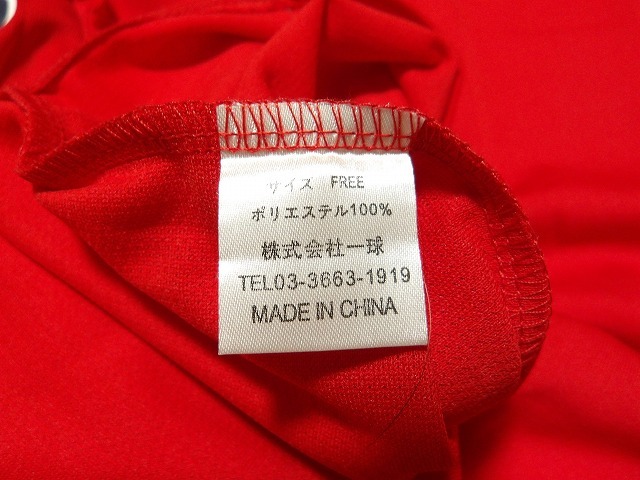 サイズ FREE
ポリエステル100%
株式会社一球
TEL03-3663-1919
MADE IN CHINA